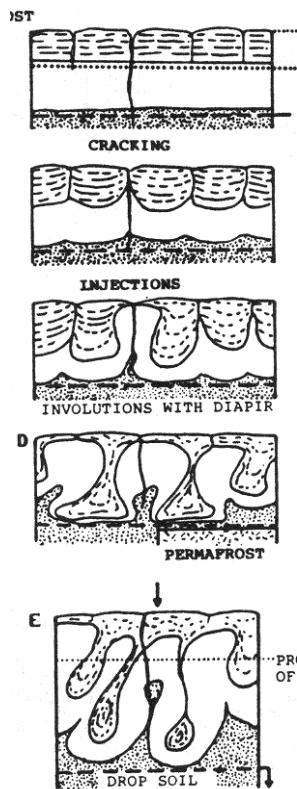 OST
CRACKING
INJECTIONS
INVOLUTIONS WITH DIAPIR
D
PERMAFROST
E
PRO
OF
DROP SOIL